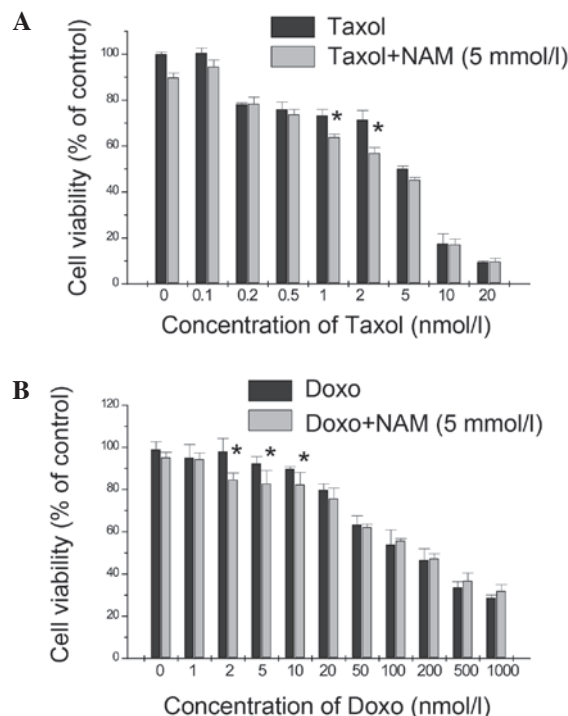 A
Taxol
Taxol+NAM (5 mmol/l)
Cell viability (% of control)
100
80
60
40
20
0
*
*
0 0.1 0.2 0.5 1 2 5 10 20
Concentration of Taxol (nmol/l)
B
Doxo
Doxo+NAM (5 mmol/l)
Cell viability (% of control)
120
100
80
60
40
20
0
*
*
*
0 1 2 5 10 20 50 100 200 500 1000
Concentration of Doxo (nmol/l)